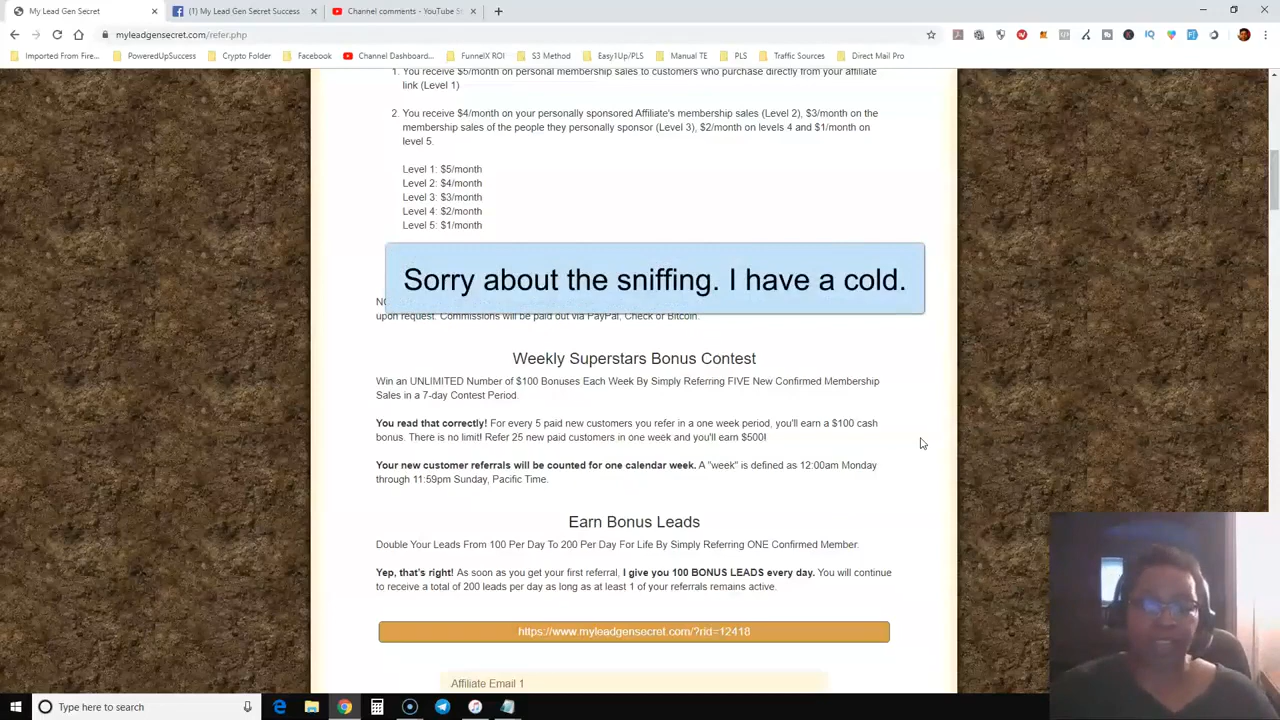 My Lead Gen Secret
(1) My Lead Gen Secret Success
Channel comments - YouTube St
myleadgensecret.com/refer.php
Imported From Fire...
PoweredUpSuccess
Crypto Folder
Facebook
Channel Dashboard...
FunnelX ROI
S3 Method
Easy1Up/PLS
Manual TE
PLS
Traffic Sources
Direct Mail Pro
1. You receive $5/month on personal membership sales to customers who purchase directly from your affiliate
link (Level 1)
2. You receive $4/month on your personally sponsored Affiliate's membership sales (Level 2), $3/month on the
membership sales of the people they personally sponsor (Level 3), $2/month on levels 4 and $1/month on
level 5.
Level 1: $5/month
Level 2: $4/month
Level 3: $3/month
Level 4: $2/month
Level 5: $1/month
Sorry about the sniffing. I have a cold.
upon request. Commissions will be paid out via PayPal, Check or Bitcoin.
Weekly Superstars Bonus Contest
Win an UNLIMITED Number of $100 Bonuses Each Week By Simply Referring FIVE New Confirmed Membership
Sales in a 7-day Contest Period.
You read that correctly! For every 5 paid new customers you refer in a one week period, you'll earn a $100 cash
bonus. There is no limit! Refer 25 new paid customers in one week and you'll earn $500!
Your new customer referrals will be counted for one calendar week. A "week" is defined as 12:00am Monday
through 11:59pm Sunday, Pacific Time.
Earn Bonus Leads
Double Your Leads From 100 Per Day To 200 Per Day For Life By Simply Referring ONE Confirmed Member.
Yep, that's right! As soon as you get your first referral, I give you 100 BONUS LEADS every day. You will continue
to receive a total of 200 leads per day as long as at least 1 of your referrals remains active.
https://www.myleadgensecret.com/?rid=12418
Affiliate Email 1
Type here to search